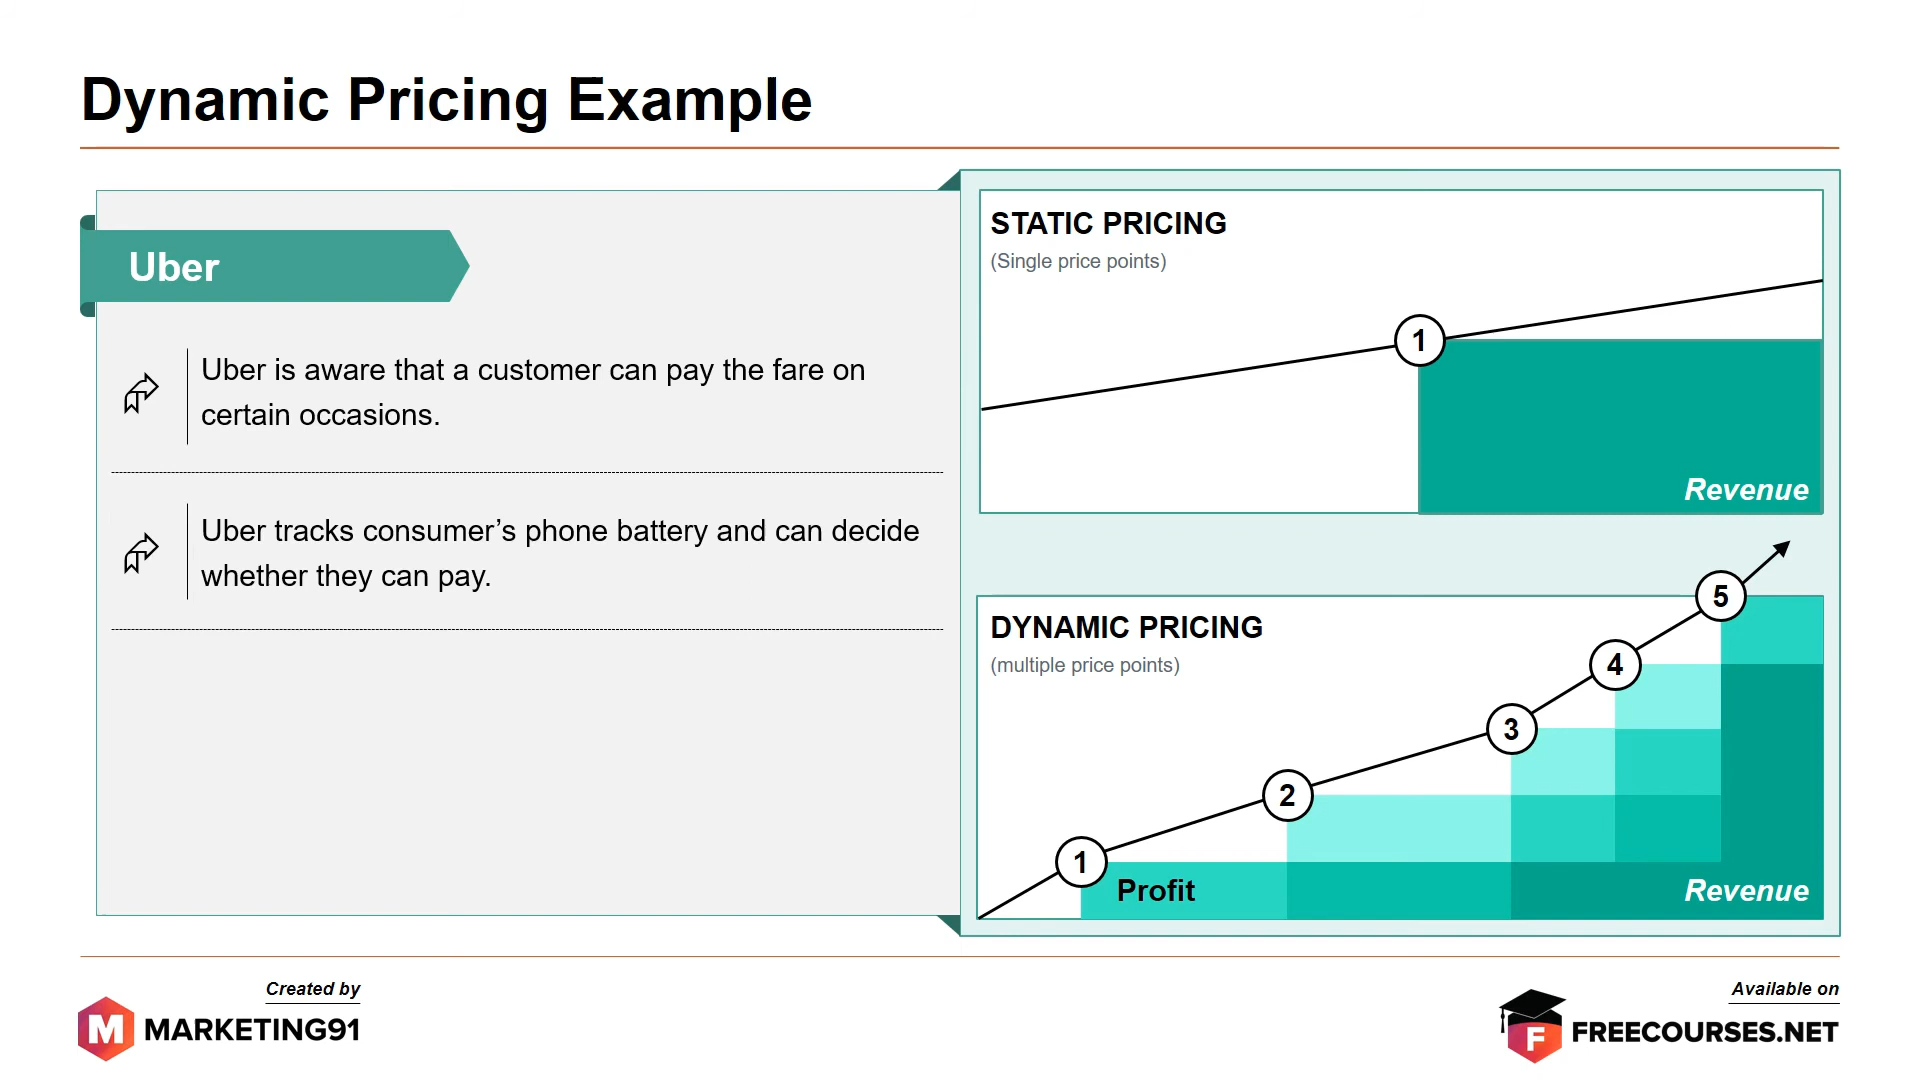 Dynamic Pricing Example
Uber
Uber is aware that a customer can pay the fare on
certain occasions.
Uber tracks consumer’s phone battery and can decide
whether they can pay.
STATIC PRICING
(Single price points)
1
Revenue
DYNAMIC PRICING
(multiple price points)
5
4
3
2
1
Profit
Revenue
Created by
M MARKETING91
Available on
F FREECOURSES.NET